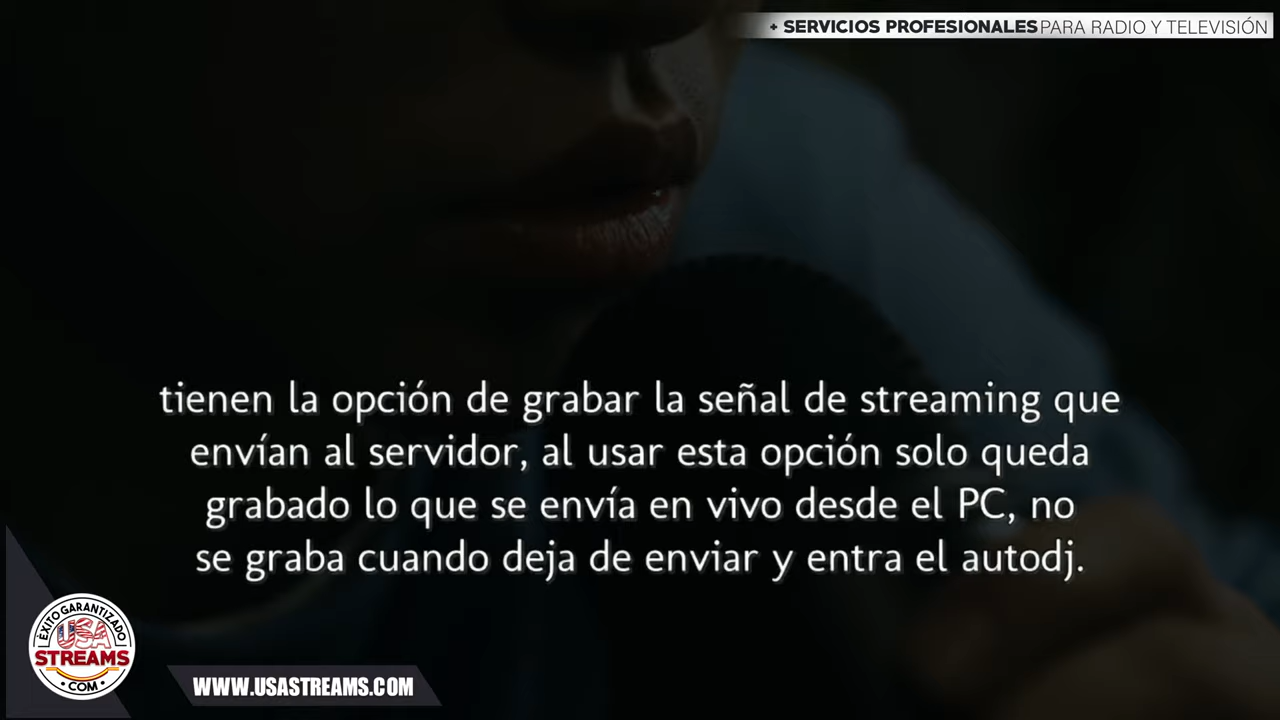 + SERVICIOS PROFESIONALES PARA RADIO Y TELEVISIÓN
tienen la opción de grabar la señal de streaming que
envían al servidor, al usar esta opción solo queda
grabado lo que se envía en vivo desde el PC, no
se graba cuando deja de enviar y entra el autodj.
ÉXITO GARANTIZADO
USA
STREAMS
• COM •
WWW.USASTREAMS.COM